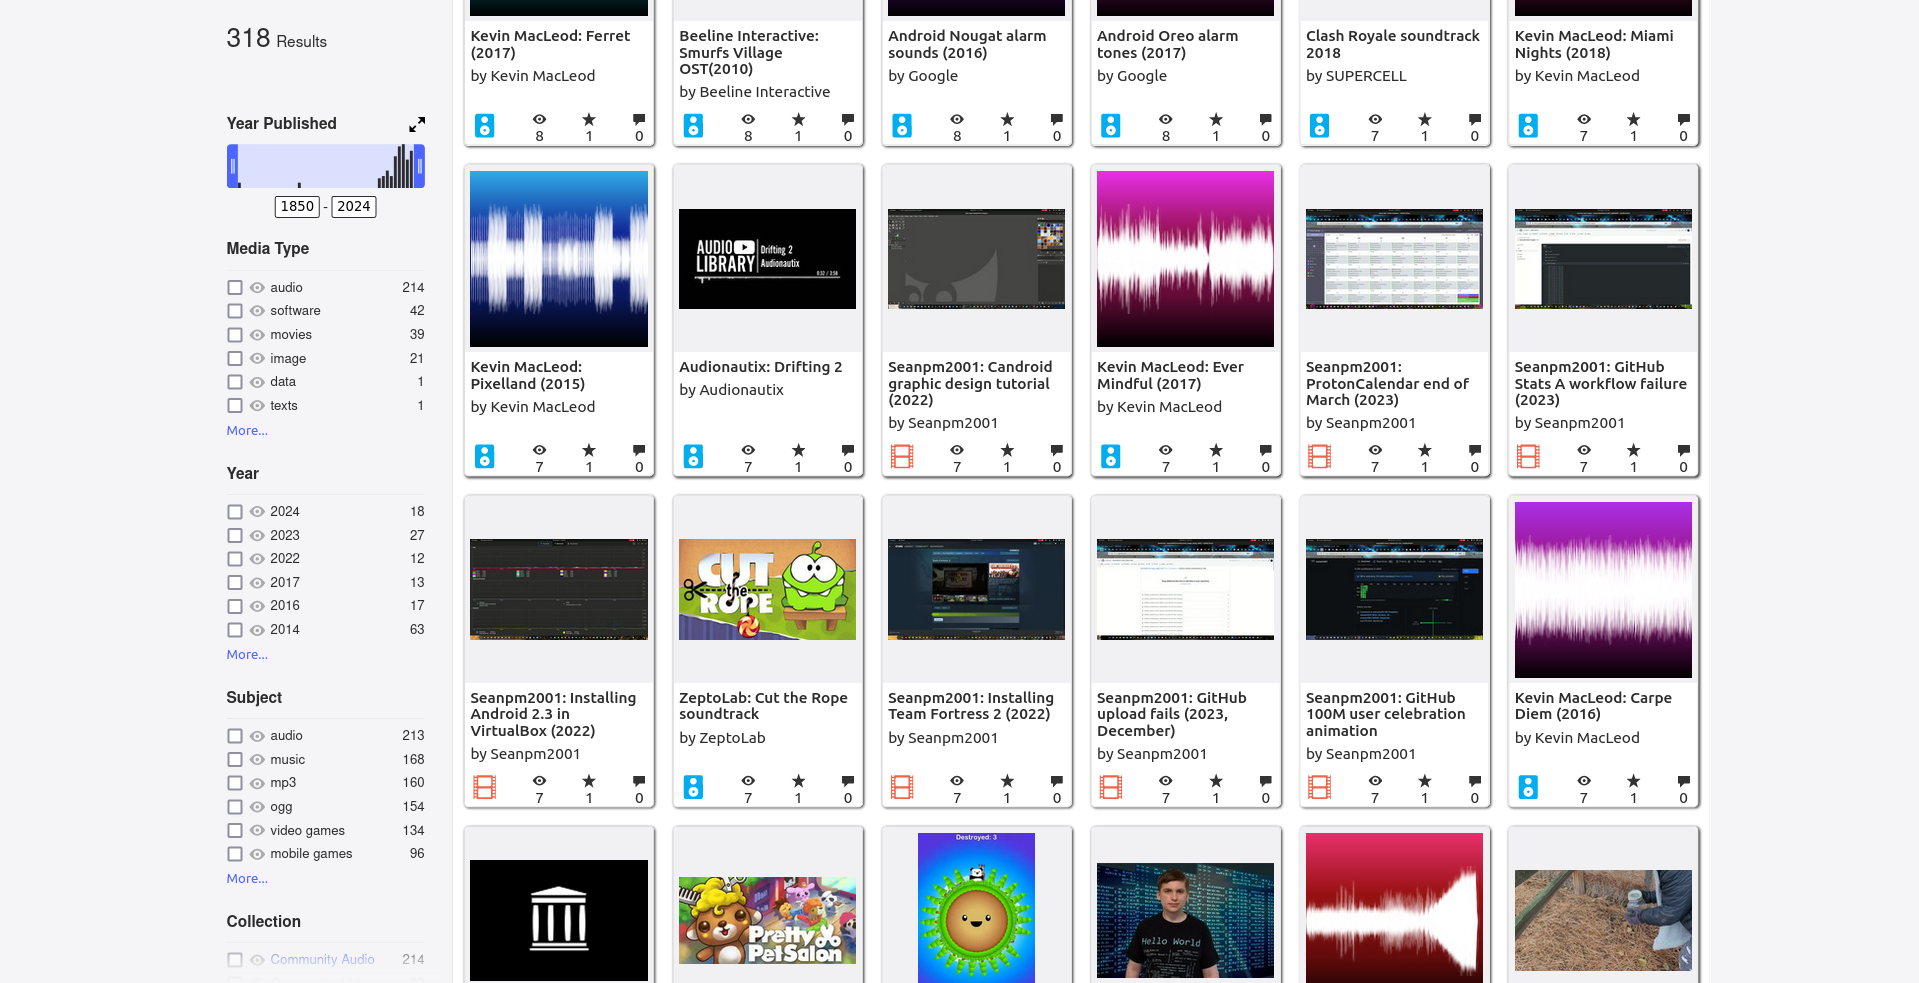 318 Results
Year Published
1850 - 2024
Media Type
audio 214
software 42
movies 39
image 21
data 1
texts 1
More...
Year
2024 18
2023 27
2022 12
2017 13
2016 17
2014 63
More...
Subject
audio 213
music 168
mp3 160
ogg 154
video games 134
mobile games 96
More...
Collection
Community Audio 214
Kevin MacLeod: Ferret
(2017)
by Kevin MacLeod
8 1 0
Beeline Interactive:
Smurfs Village
OST(2010)
by Beeline Interactive
8 1 0
Android Nougat alarm
sounds (2016)
by Google
8 1 0
Android Oreo alarm
tones (2017)
by Google
8 1 0
Clash Royale soundtrack
2018
by SUPERCELL
7 1 0
Kevin MacLeod: Miami
Nights (2018)
by Kevin MacLeod
7 1 0
Kevin MacLeod:
Pixelland (2015)
by Kevin MacLeod
7 1 0
AUDIO
LIBRARY
Drifting 2
Audionautix
Audionautix: Drifting 2
by Audionautix
7 1 0
Seanpm2001: Candroid
graphic design tutorial
(2022)
by Seanpm2001
7 1 0
Kevin MacLeod: Ever
Mindful (2017)
by Kevin MacLeod
7 1 0
Seanpm2001:
ProtonCalendar end of
March (2023)
by Seanpm2001
7 1 0
Seanpm2001: GitHub
Stats A workflow failure
(2023)
by Seanpm2001
7 1 0
Seanpm2001: Installing
Android 2.3 in
VirtualBox (2022)
by Seanpm2001
7 1 0
CUT
the
ROPE
ZeptoLab: Cut the Rope
soundtrack
by ZeptoLab
7 1 0
Seanpm2001: Installing
Team Fortress 2 (2022)
by Seanpm2001
7 1 0
Seanpm2001: GitHub
upload fails (2023,
December)
by Seanpm2001
7 1 0
Seanpm2001: GitHub
100M user celebration
animation
by Seanpm2001
7 1 0
Kevin MacLeod: Carpe
Diem (2016)
by Kevin MacLeod
7 1 0
Pretty
Pet Salon
Destroyed: 3
Hello World